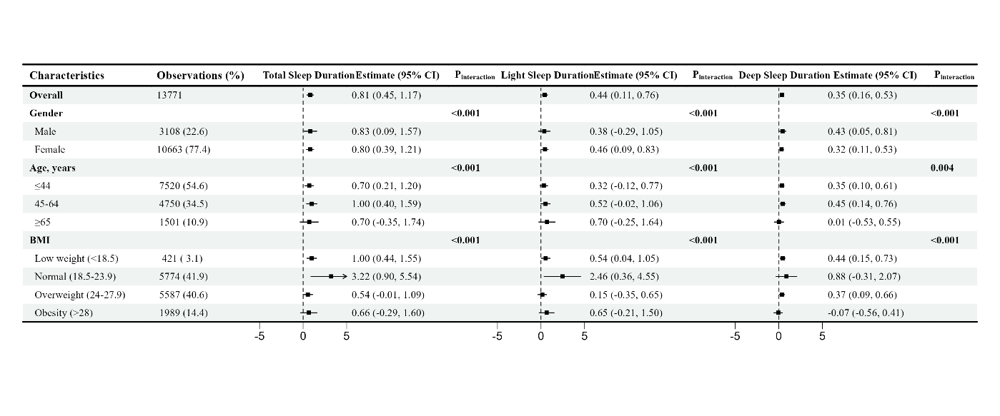 Characteristics Observations (%) Total Sleep DurationEstimate (95% CI) Pinteraction Light Sleep DurationEstimate (95% CI) Pinteraction Deep Sleep Duration Estimate (95% CI) Pinteraction
Overall 13771 0.81 (0.45, 1.17) 0.44 (0.11, 0.76) 0.35 (0.16, 0.53)
Gender <0.001 <0.001 <0.001
Male 3108 (22.6) 0.83 (0.09, 1.57) 0.38 (-0.29, 1.05) 0.43 (0.05, 0.81)
Female 10663 (77.4) 0.80 (0.39, 1.21) 0.46 (0.09, 0.83) 0.32 (0.11, 0.53)
Age, years <0.001 <0.001 0.004
≤44 7520 (54.6) 0.70 (0.21, 1.20) 0.32 (-0.12, 0.77) 0.35 (0.10, 0.61)
45-64 4750 (34.5) 1.00 (0.40, 1.59) 0.52 (-0.02, 1.06) 0.45 (0.14, 0.76)
≥65 1501 (10.9) 0.70 (-0.35, 1.74) 0.70 (-0.25, 1.64) 0.01 (-0.53, 0.55)
BMI <0.001 <0.001 <0.001
Low weight (<18.5) 421 ( 3.1) 1.00 (0.44, 1.55) 0.54 (0.04, 1.05) 0.44 (0.15, 0.73)
Normal (18.5-23.9) 5774 (41.9) 3.22 (0.90, 5.54) 2.46 (0.36, 4.55) 0.88 (-0.31, 2.07)
Overweight (24-27.9) 5587 (40.6) 0.54 (-0.01, 1.09) 0.15 (-0.35, 0.65) 0.37 (0.09, 0.66)
Obesity (>28) 1989 (14.4) 0.66 (-0.29, 1.60) 0.65 (-0.21, 1.50) -0.07 (-0.56, 0.41)
-5 0 5 -5 0 5 -5 0 5